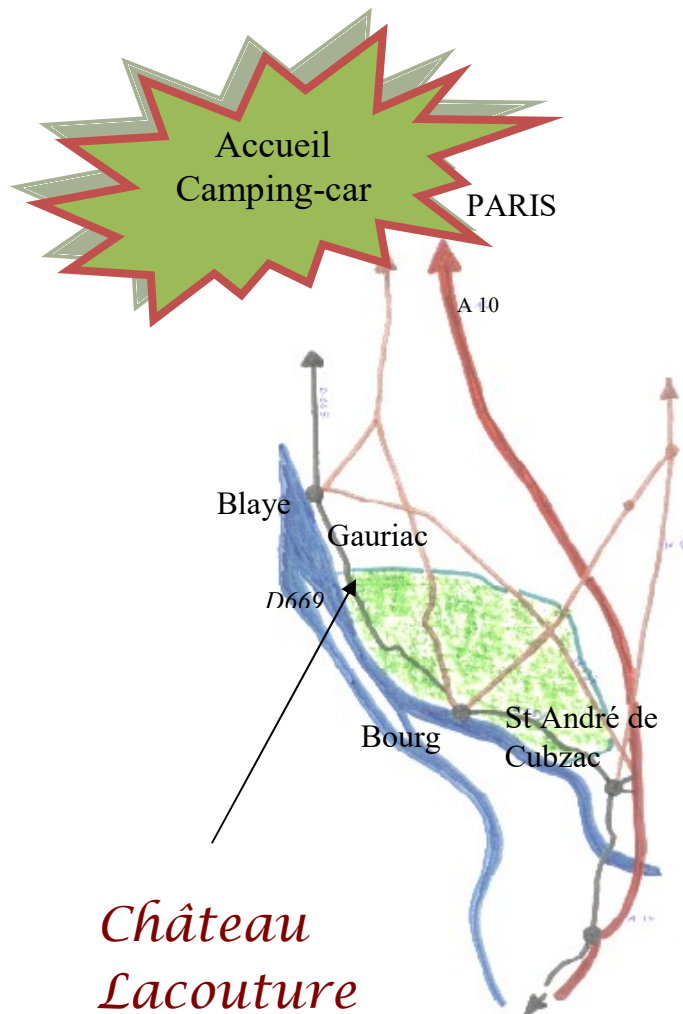 Accueil
Camping-car
PARIS
A 10
Blaye
Gauriac
D669
St André de
Cubzac
Bourg
Château
Lacouture